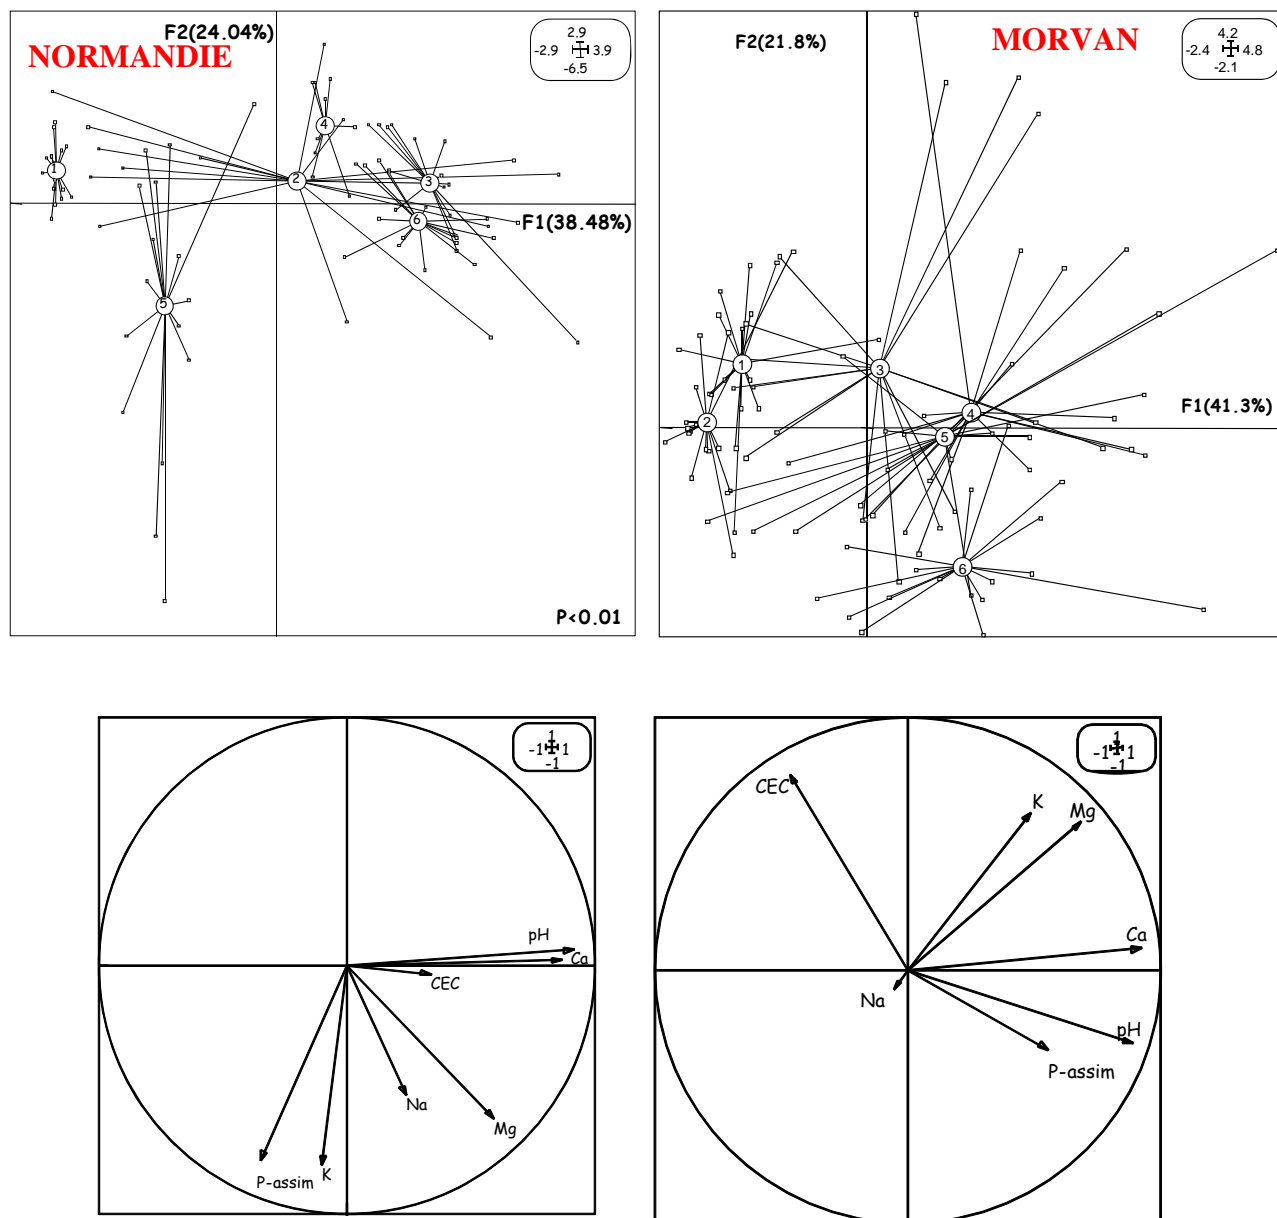 F2(24.04%)
NORMANDIE
2.9
-2.9 3.9
-6.5
4
1
2
3
6
F1(38.48%)
5
P<0.01
F2(21.8%)
MORVAN
4.2
-2.4 4.8
-2.1
1
3
F1(41.3%)
4
2
5
6
1
-1 1
-1
pH
Ca
CEC
Na
Mg
P-assim
K
1
-1 1
-1
CEC
K
Mg
Ca
Na
pH
P-assim